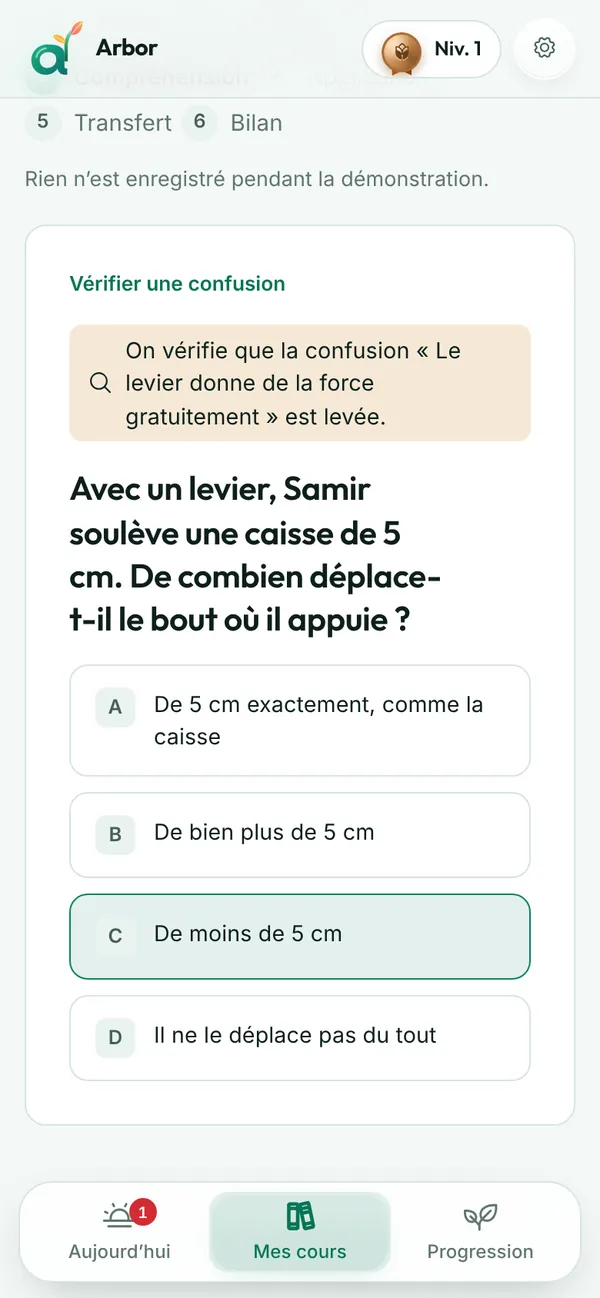 Arbor
Niv. 1
Compréhension
5 Transfert 6 Bilan
Rien n’est enregistré pendant la démonstration.
Vérifier une confusion
On vérifie que la confusion « Le
levier donne de la force
gratuitement » est levée.
Avec un levier, Samir
soulève une caisse de 5
cm. De combien déplace-
t-il le bout où il appuie ?
A De 5 cm exactement, comme la
caisse
B De bien plus de 5 cm
C De moins de 5 cm
D Il ne le déplace pas du tout
1
Aujourd’hui
Mes cours
Progression